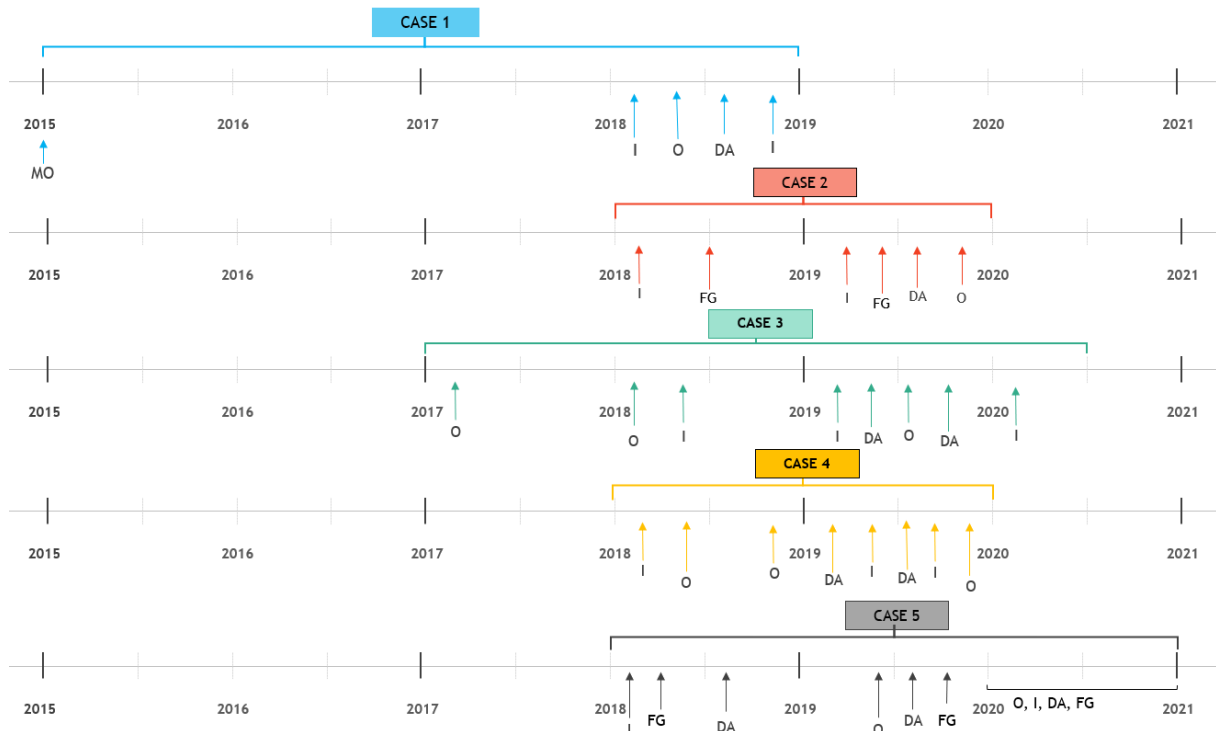 CASE 1
2015 2016 2017 2018 2019 2020 2021
MO I O DA I
CASE 2
2015 2016 2017 2018 2019 2020 2021
I FG I FG DA O
CASE 3
2015 2016 2017 2018 2019 2020 2021
O O I I DA O DA I
CASE 4
2015 2016 2017 2018 2019 2020 2021
I O O DA I DA I O
CASE 5
O, I, DA, FG
2015 2016 2017 2018 2019 2020 2021
I FG DA O DA FG